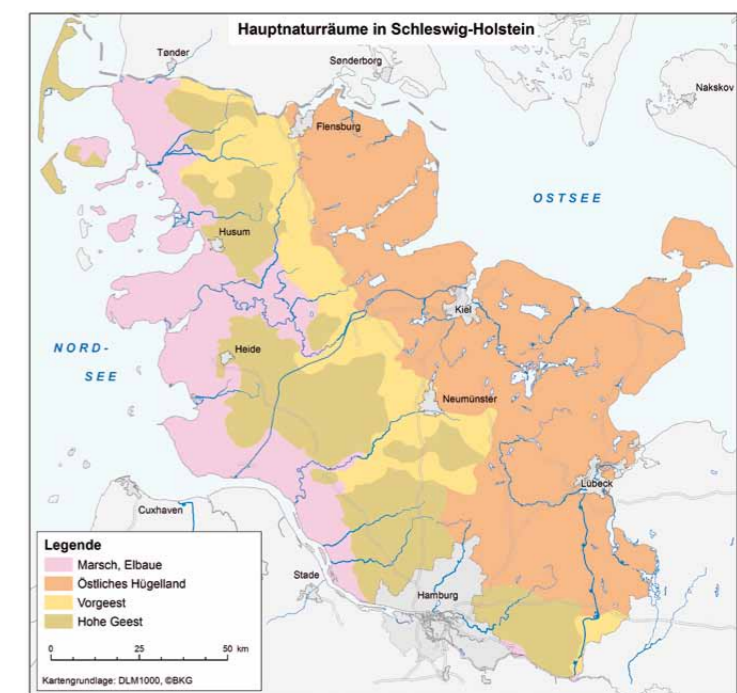 Hauptnaturräume in Schleswig-Holstein
Tønder
Sønderborg
Nakskov
Flensburg
OSTSEE
Husum
Kiel
NORD-
SEE
Heide
Neumünster
Lübeck
Cuxhaven
Stade
Hamburg
Legende
Marsch, Elbaue
Östliches Hügelland
Vorgeest
Hohe Geest
0 25 50 km
Kartengrundlage: DLM1000, ©BKG